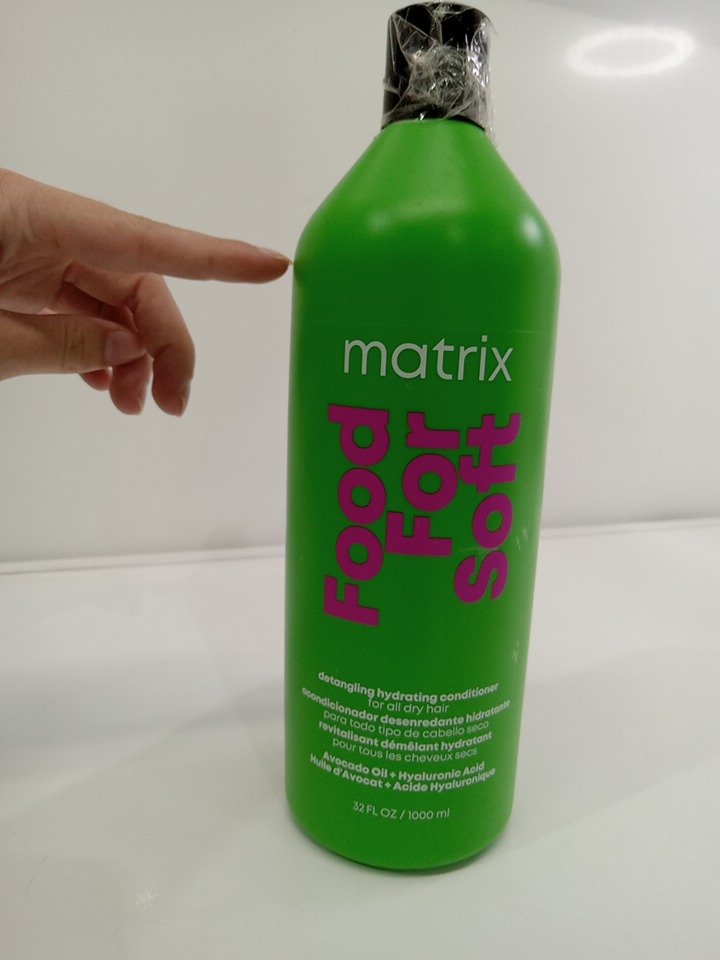 matrix
Food
For
Soft
detangling hydrating conditioner
for all dry hair
acondicionador desenredante hidratante
para todo tipo de cabello seco
revitalisant démêlant hydratant
pour tous les cheveux secs
Avocado Oil + Hyaluronic Acid
Huile d'Avocat + Acide Hyaluronique
32 FL OZ / 1000 ml